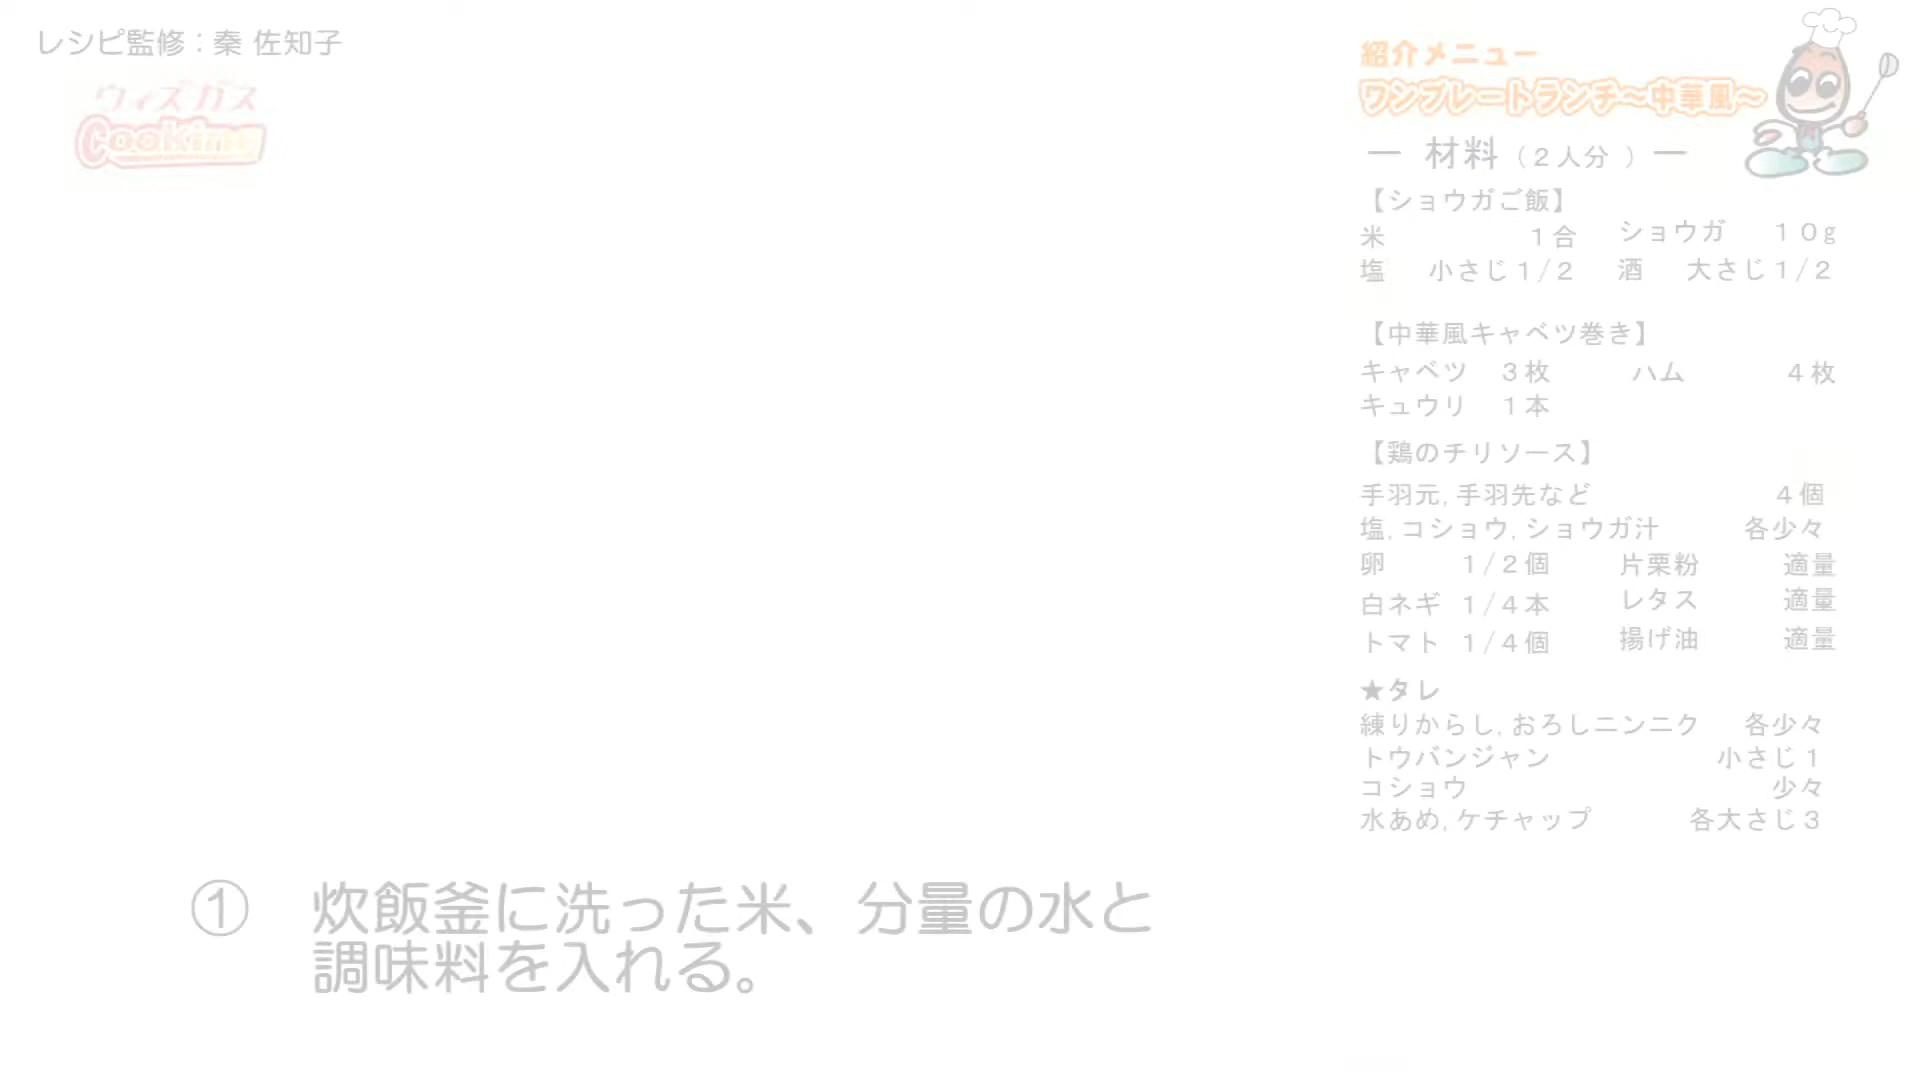 レシピ監修：秦 佐知子
ウィズガス
Cooking
紹介メニュー
ワンプレートランチ～中華風～
ー 材料（２人分）ー
【ショウガご飯】
米 １合 ショウガ １０g
塩 小さじ１/２ 酒 大さじ１/２
【中華風キャベツ巻き】
キャベツ ３枚 ハム ４枚
キュウリ １本
【鶏のチリソース】
手羽元,手羽先など ４個
塩,コショウ,ショウガ汁 各少々
卵 １/２個 片栗粉 適量
白ネギ １/４本 レタス 適量
トマト １/４個 揚げ油 適量
★タレ
練りからし,おろしニンニク 各少々
トウバンジャン 小さじ１
コショウ 少々
水あめ,ケチャップ 各大さじ３
① 炊飯釜に洗った米、分量の水と
調味料を入れる。